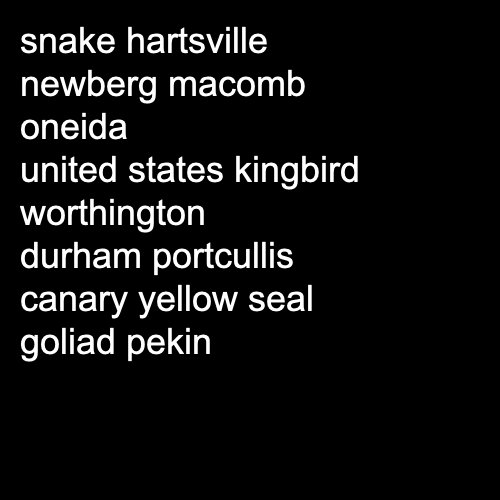 snake hartsville
newberg macomb
oneida
united states kingbird
worthington
durham portcullis
canary yellow seal
goliad pekin